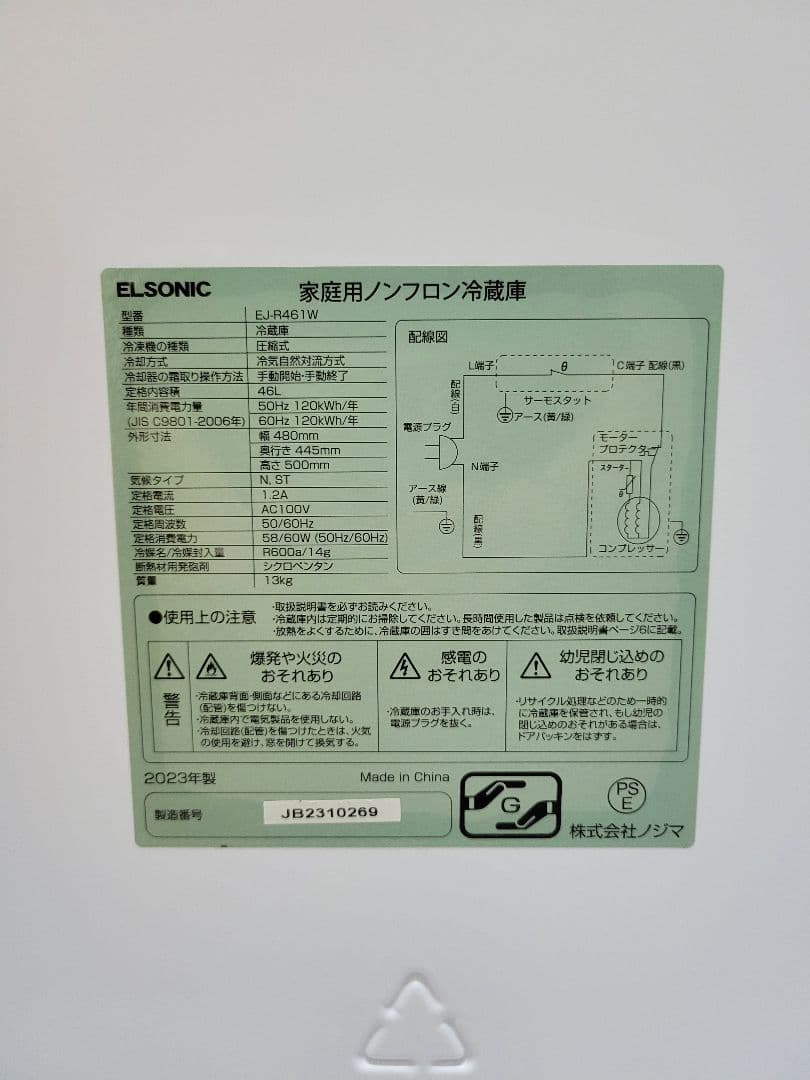 ELSONIC 家庭用ノンフロン冷蔵庫
型番 EJ-R461W
種類 冷蔵庫
冷凍機の種類 圧縮式
冷却方式 冷気自然対流方式
冷却器の霜取り操作方法 手動開始・手動終了
定格内容積 46L
年間消費電力量 50Hz 120kWh/年
(JIS C9801-2006年) 60Hz 120kWh/年
外形寸法 幅 480mm
奥行き 445mm
高さ 500mm
気候タイプ N, ST
定格電流 1.2A
定格電圧 AC100V
定格周波数 50/60Hz
定格消費電力 58/60W (50Hz/60Hz)
冷媒名/冷媒封入量 R600a/14g
断熱材用発砲剤 シクロペンタン
質量 13kg
配線図
L端子 θ C端子 配線(黒)
サーモスタット
アース(黄/緑)
配線(白)
電源プラグ
N端子
アース線
(黄/緑)
配線(黒)
モーター
プロテクター
スターター
θ
コンプレッサー
●使用上の注意
・取扱説明書を必ずお読みください。
・冷蔵庫内は定期的にお掃除してください。長時間使用した製品は点検を依頼してください。
・放熱をよくするために、冷蔵庫の囲はすき間をあけてください。取扱説明書ページ6に記載。
警告
爆発や火災の
おそれあり
・冷蔵庫背面・側面などにある冷却回路
(配管)を傷つけない。
・冷蔵庫内で電気製品を使用しない。
・冷却回路(配管)を傷つけたときは、火気
の使用を避け、窓を開けて換気する。
感電の
おそれあり
・冷蔵庫のお手入れ時は、
電源プラグを抜く。
幼児閉じ込めの
おそれあり
・リサイクル処理などのため一時的
に冷蔵庫を保管され、もし幼児の
閉じ込めのおそれがある場合は、
ドアパッキンをはずす。
2023年製 Made in China
製造番号 JB2310269
G
PS
E
株式会社ノジマ